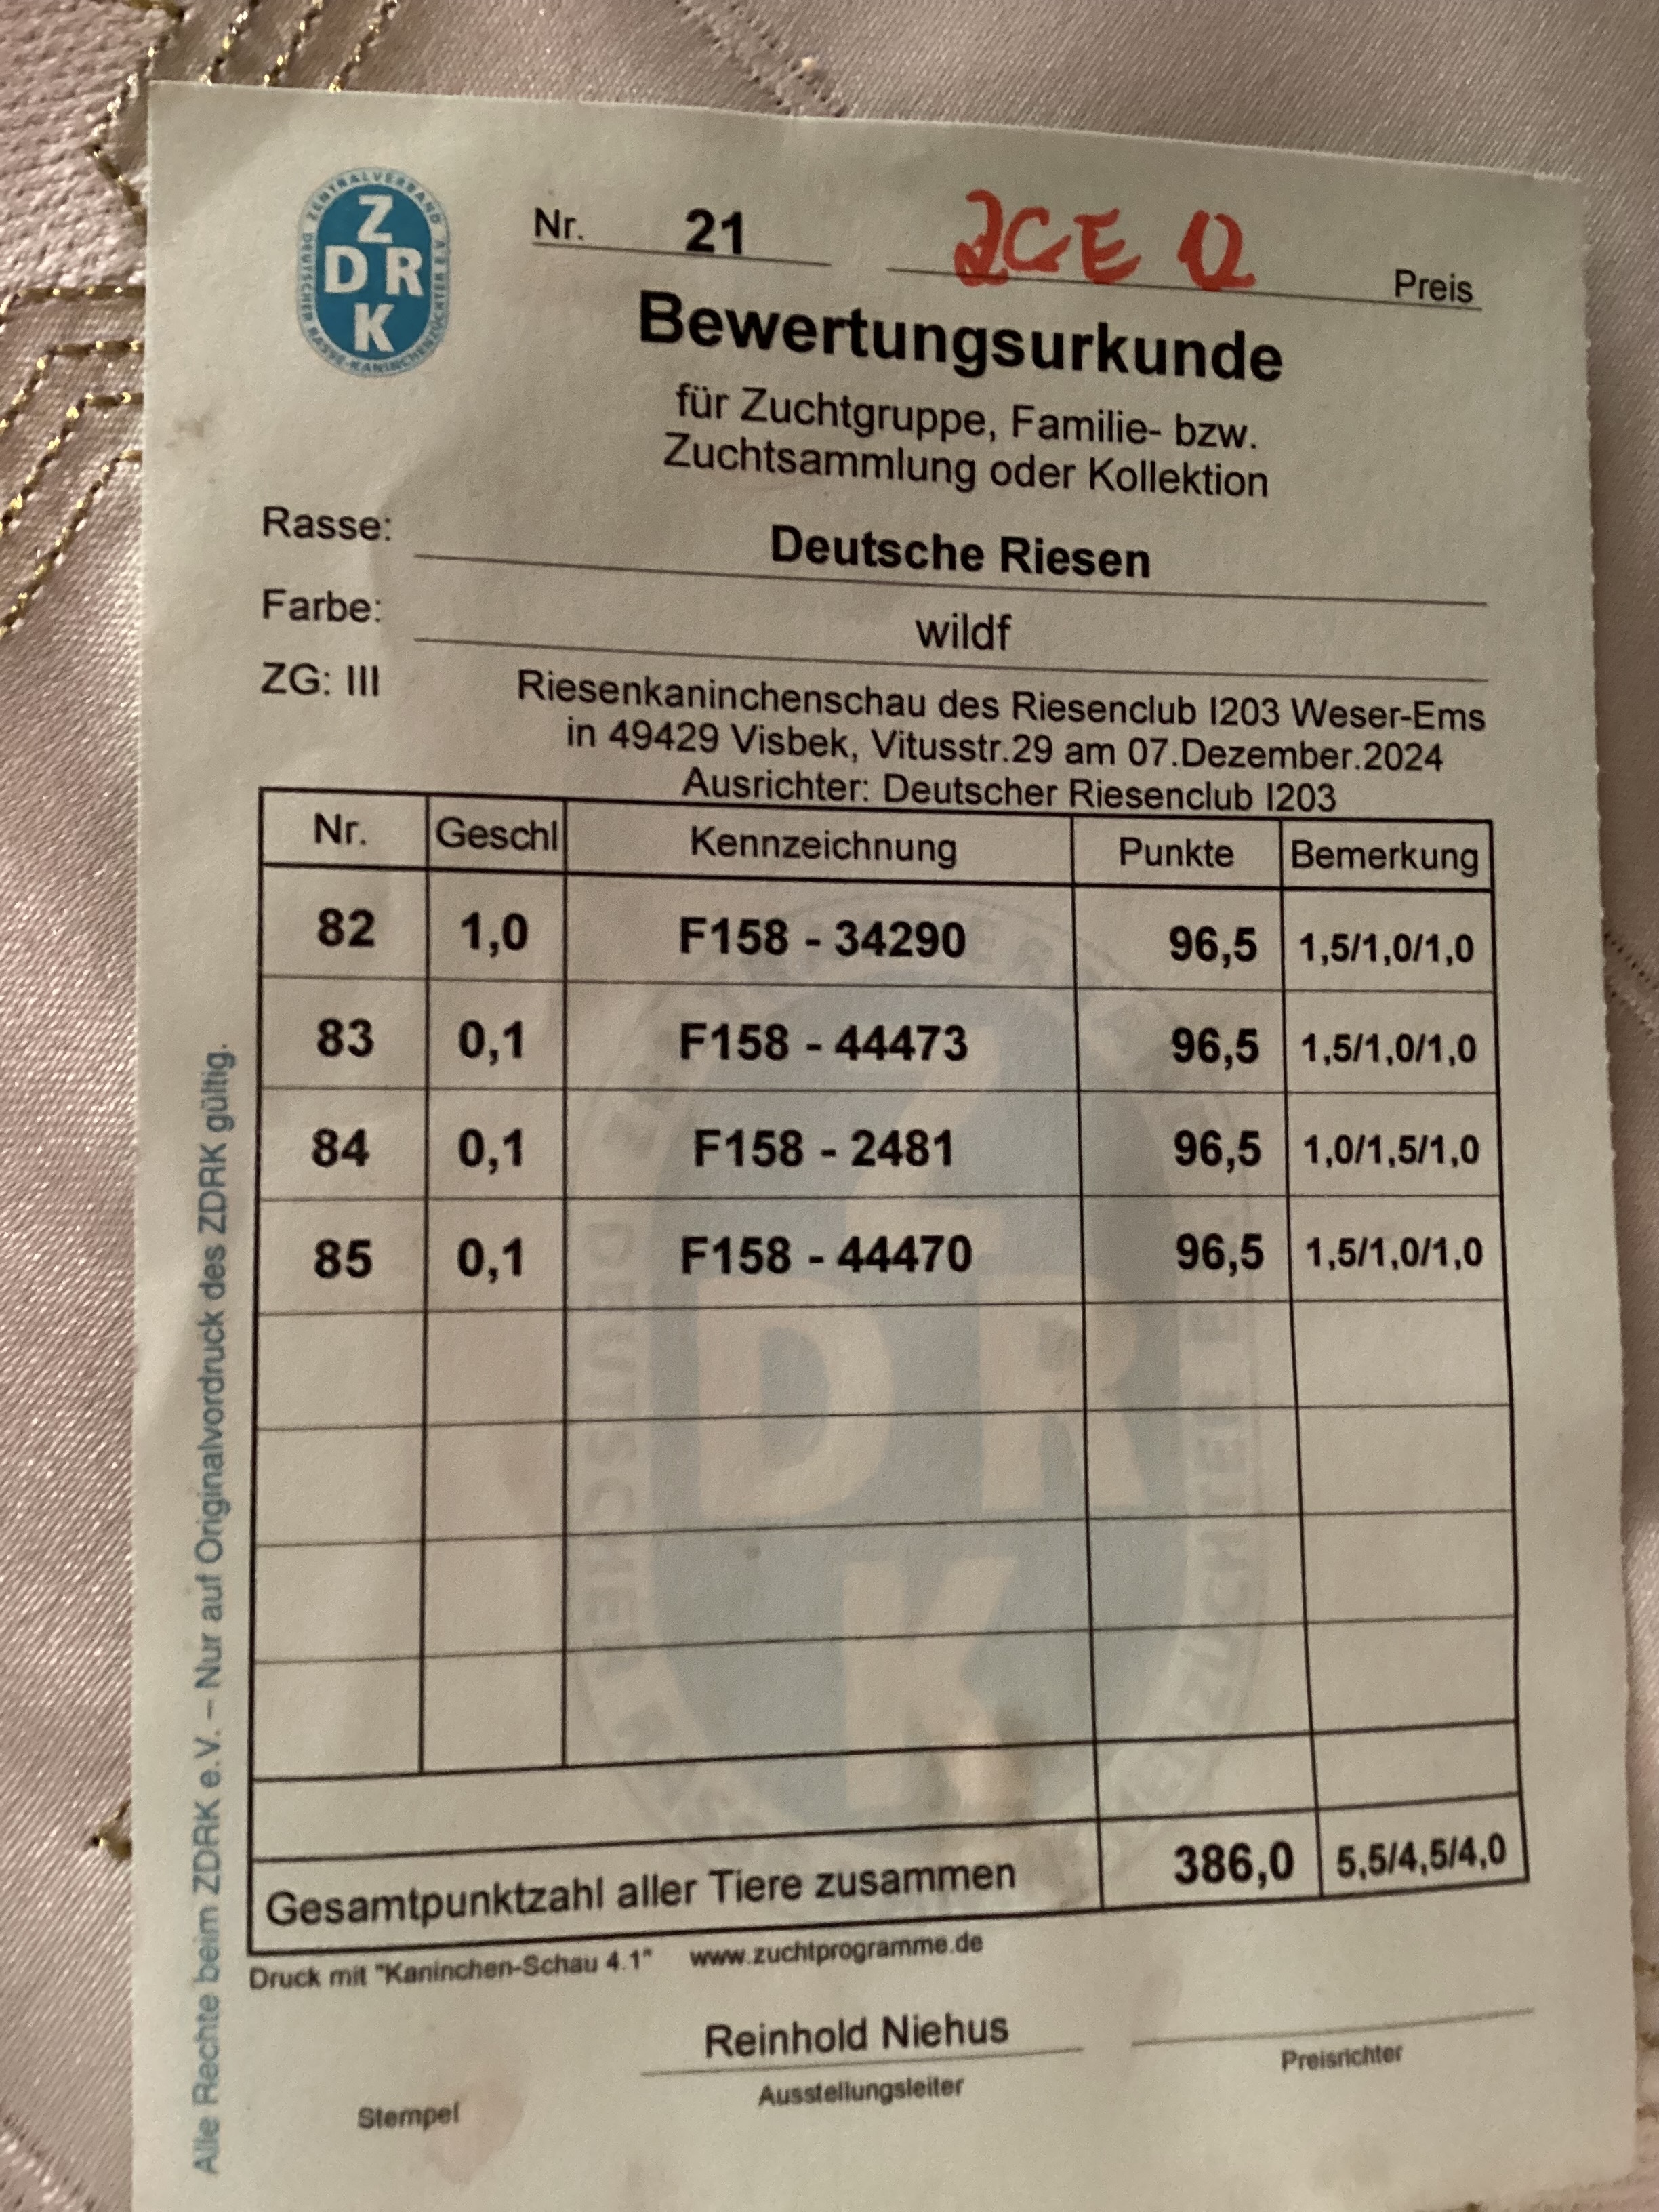 ZENTRALVERBAND DEUTSCHER RASSE-KANINCHENZÜCHTER E.V.
Z
DR
K
Nr. 21 Preis
Bewertungsurkunde
für Zuchtgruppe, Familie- bzw.
Zuchtsammlung oder Kollektion
Rasse: Deutsche Riesen
Farbe: wildf
ZG: III Riesenkaninchenschau des Riesenclub I203 Weser-Ems
in 49429 Visbek, Vitusstr.29 am 07.Dezember.2024
Ausrichter: Deutscher Riesenclub I203
Nr. Geschl Kennzeichnung Punkte Bemerkung
82 1,0 F158 - 34290 96,5 1,5/1,0/1,0
83 0,1 F158 - 44473 96,5 1,5/1,0/1,0
84 0,1 F158 - 2481 96,5 1,0/1,5/1,0
85 0,1 F158 - 44470 96,5 1,5/1,0/1,0
Gesamtpunktzahl aller Tiere zusammen 386,0 5,5/4,5/4,0
Druck mit "Kaninchen-Schau 4.1" www.zuchtprogramme.de
Reinhold Niehus
Stempel Ausstellungsleiter Preisrichter
Alle Rechte beim ZDRK e.V. – Nur auf Originalvordruck des ZDRK gültig.